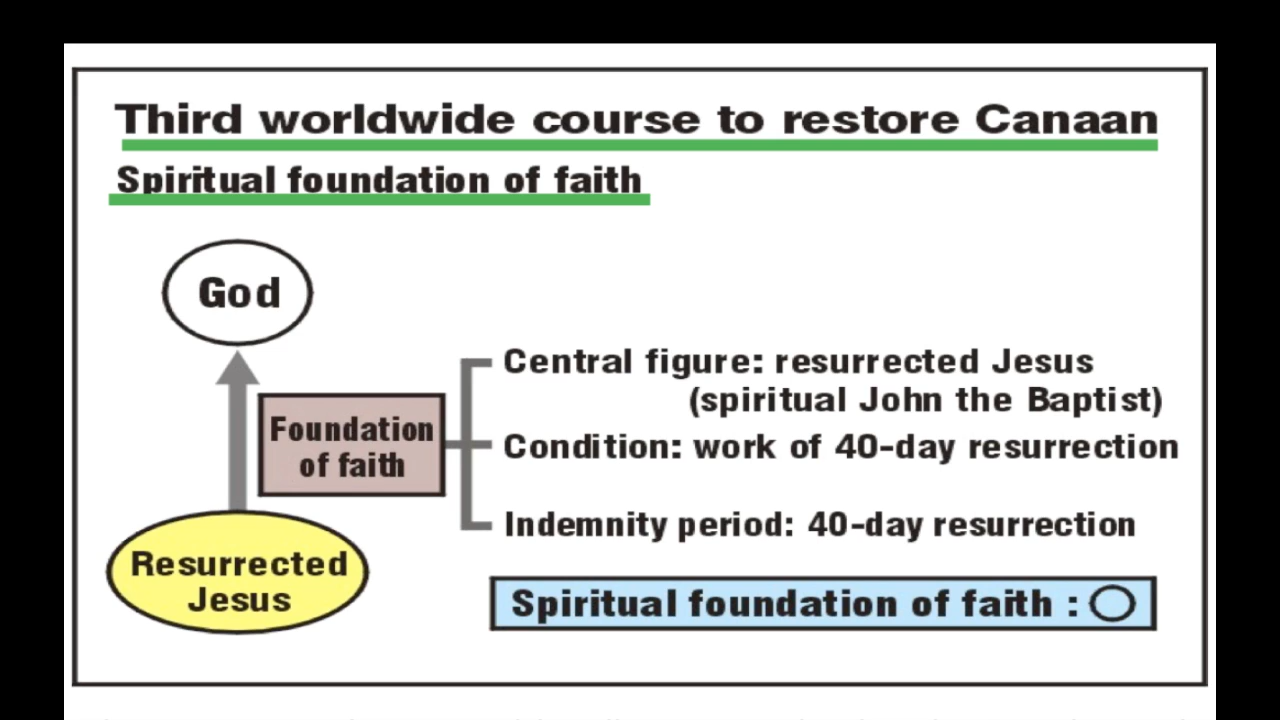 Third worldwide course to restore Canaan
Spiritual foundation of faith
God
Central figure: resurrected Jesus
(spiritual John the Baptist)
Foundation
of faith
Condition: work of 40-day resurrection
Indemnity period: 40-day resurrection
Resurrected
Jesus
Spiritual foundation of faith : ○